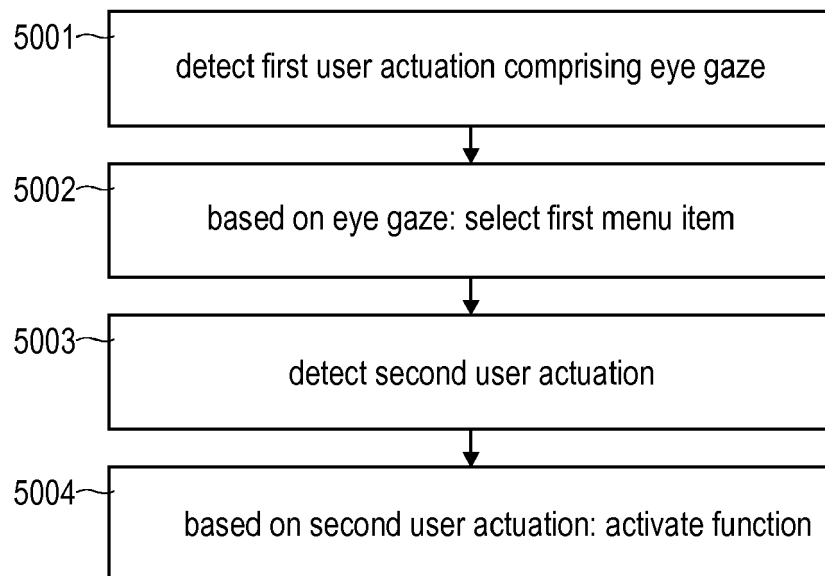 5001
detect first user actuation comprising eye gaze
5002
based on eye gaze: select first menu item
5003
detect second user actuation
5004
based on second user actuation: activate function